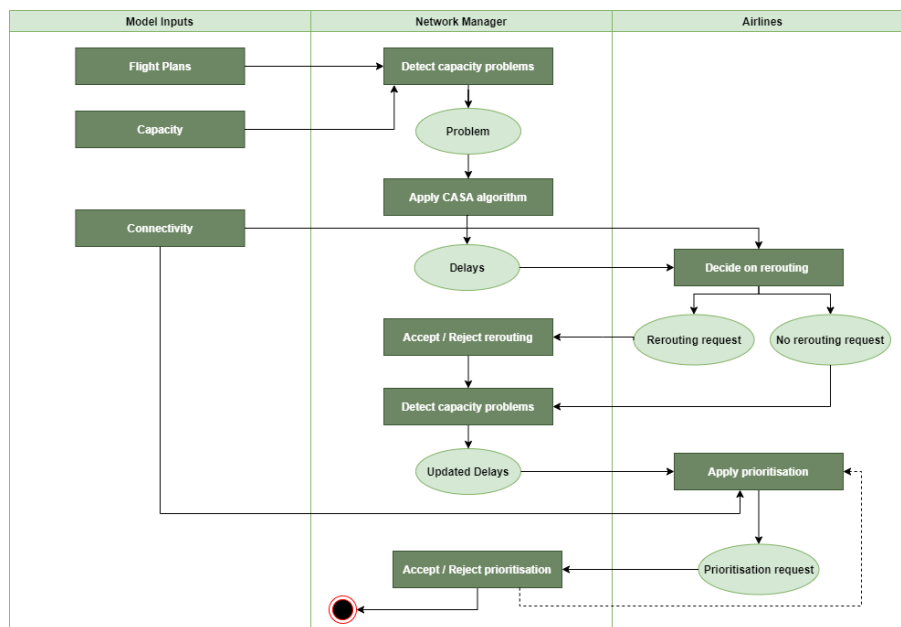 Model Inputs
Network Manager
Airlines
Flight Plans
Detect capacity problems
Capacity
Problem
Apply CASA algorithm
Connectivity
Delays
Decide on rerouting
Accept / Reject rerouting
Rerouting request
No rerouting request
Detect capacity problems
Updated Delays
Apply prioritisation
Accept / Reject prioritisation
Prioritisation request